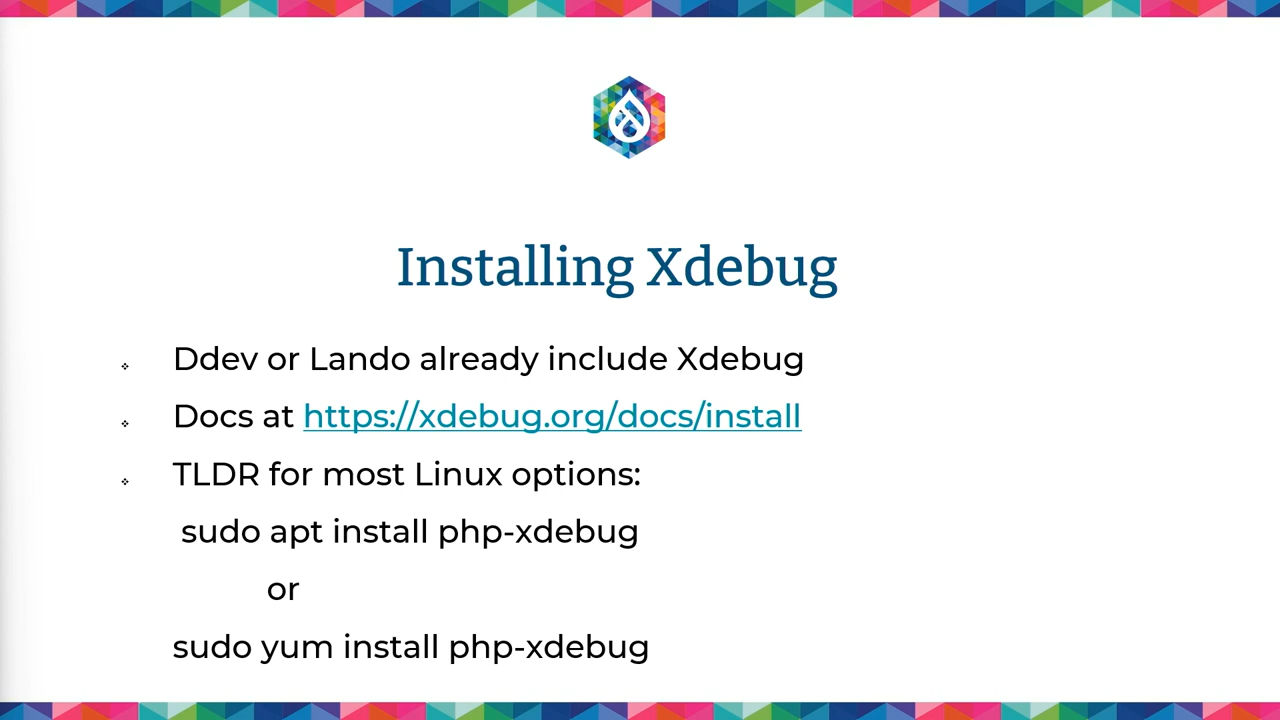 Installing Xdebug
Ddev or Lando already include Xdebug
Docs at https://xdebug.org/docs/install
TLDR for most Linux options:
sudo apt install php-xdebug
or
sudo yum install php-xdebug